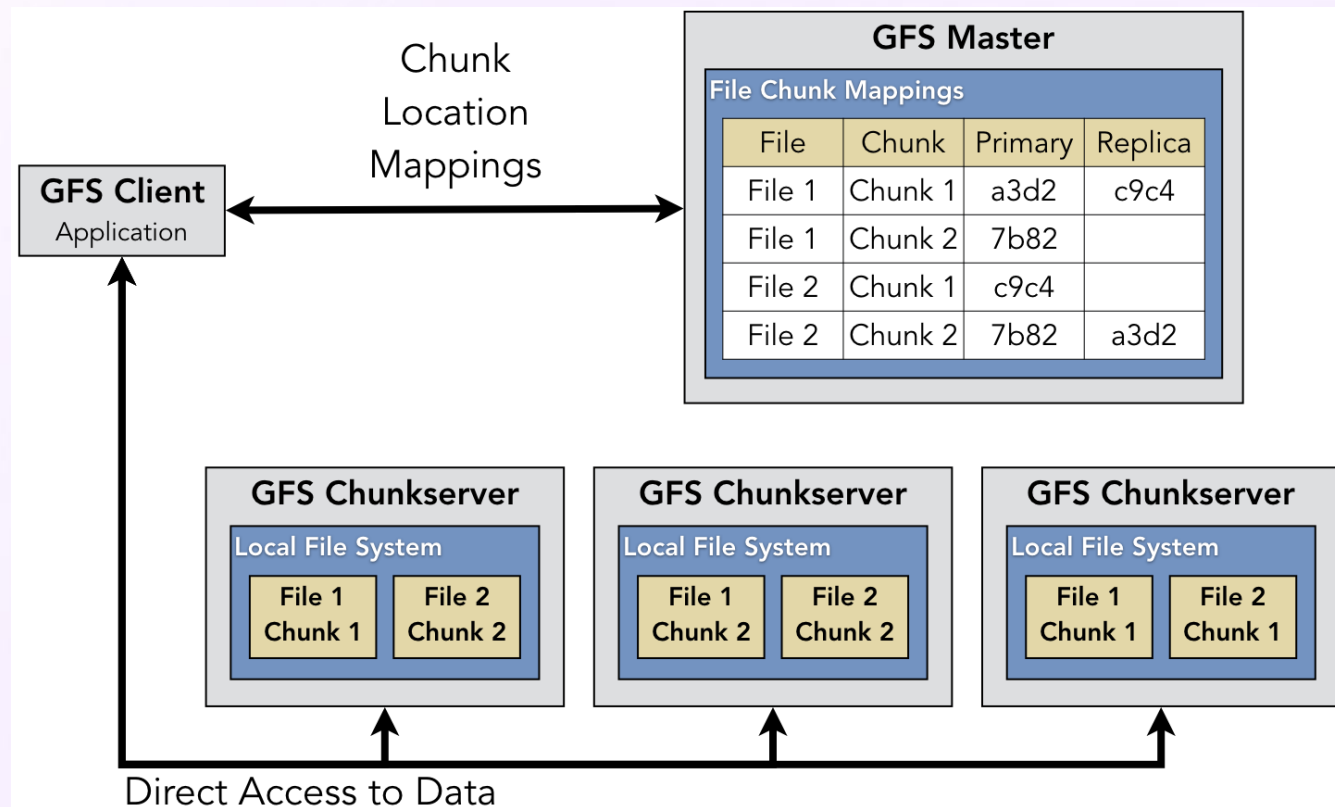 Chunk
Location
Mappings
GFS Client
Application
GFS Master
File Chunk Mappings
File Chunk Primary Replica
File 1 Chunk 1 a3d2 c9c4
File 1 Chunk 2 7b82
File 2 Chunk 1 c9c4
File 2 Chunk 2 7b82 a3d2
GFS Chunkserver
Local File System
File 1 File 2
Chunk 1 Chunk 2
GFS Chunkserver
Local File System
File 1 File 2
Chunk 2 Chunk 2
GFS Chunkserver
Local File System
File 1 File 2
Chunk 1 Chunk 1
Direct Access to Data